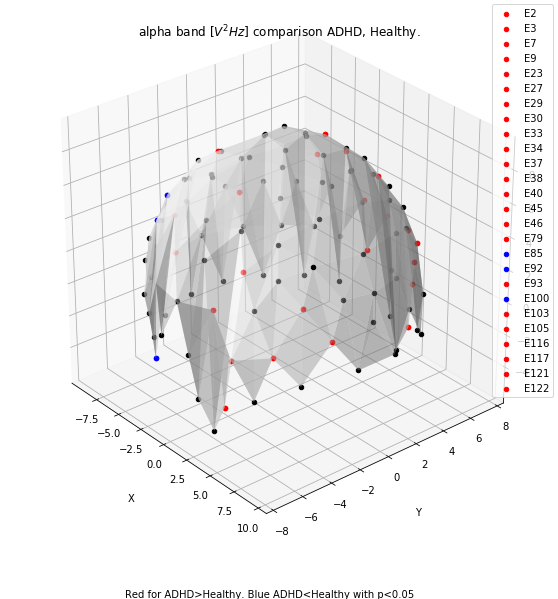 alpha band [V²Hz] comparison ADHD, Healthy.
E2
E3
E7
E9
E23
E27
E29
E30
E33
E34
E37
E38
E40
E45
E46
E79
E85
E92
E93
E100
E103
E105
E116
E117
E121
E122
−7.5
−5.0
−2.5
0.0
2.5
5.0
7.5
10.0
X
−8
−6
−4
−2
0
2
4
6
8
Y
Red for ADHD>Healthy. Blue ADHD<Healthy with p<0.05